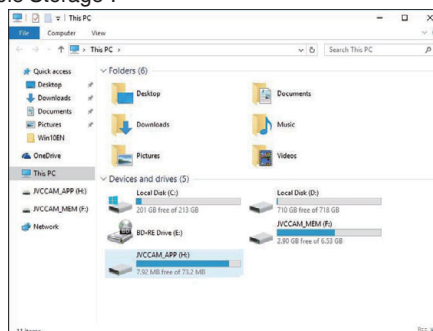 This PC
File Computer View
This PC
Search This PC
Quick access
Desktop
Downloads
Documents
Pictures
Win10EN
OneDrive
This PC
JVCCAM_APP (H:)
JVCCAM_MEM (F:)
Network
Folders (6)
Desktop
Documents
Downloads
Music
Pictures
Videos
Devices and drives (5)
Local Disk (C:)
201 GB free of 213 GB
Local Disk (D:)
710 GB free of 718 GB
BD-RE Drive (E:)
JVCCAM_MEM (F:)
2.90 GB free of 6.53 GB
JVCCAM_APP (H:)
7.92 MB free of 73.2 MB